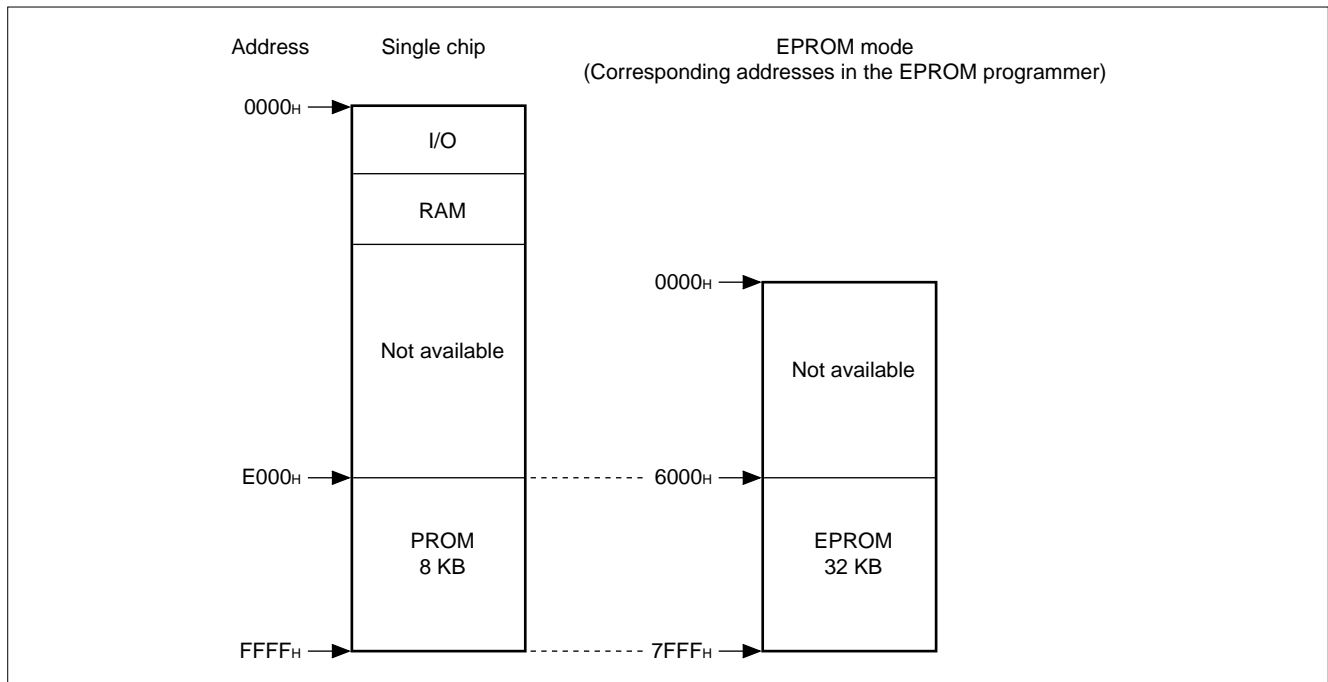 Address Single chip EPROM mode
(Corresponding addresses in the EPROM programmer)
0000H
I/O
RAM
0000H
Not available
Not available
E000H 6000H
PROM EPROM
8 KB 32 KB
FFFFH 7FFFH